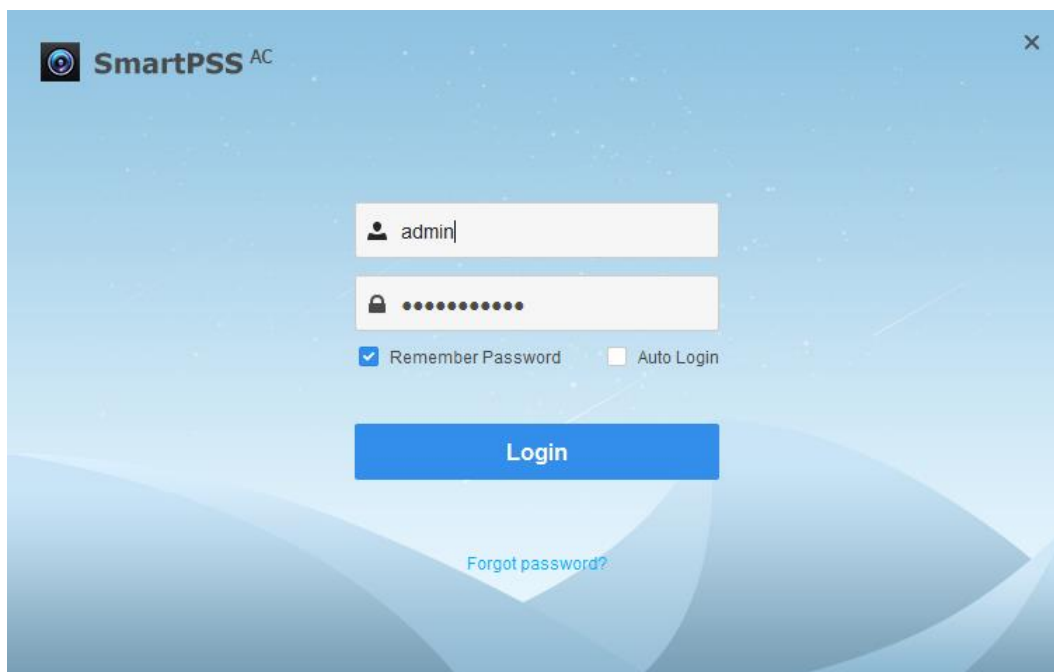 SmartPSS AC
admin
●●●●●●●●●●●
Remember Password
Auto Login
Login
Forgot password?